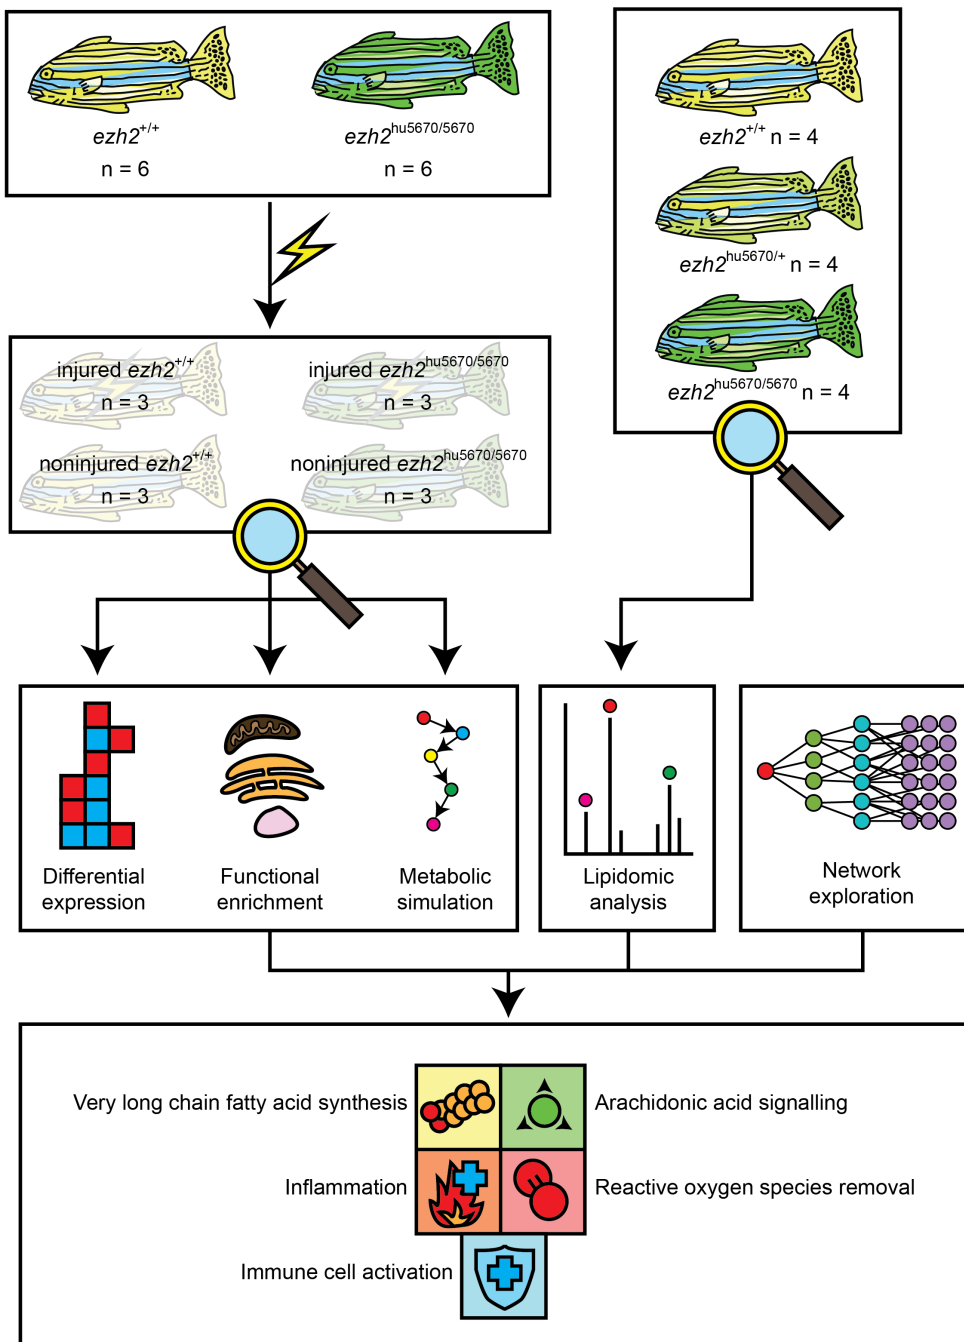 ezh2+/+
n = 6
ezh2hu5670/5670
n = 6
ezh2+/+ n = 4
ezh2hu5670/+ n = 4
ezh2hu5670/5670 n = 4
injured ezh2+/+
n = 3
injured ezh2hu5670/5670
n = 3
noninjured ezh2+/+
n = 3
noninjured ezh2hu5670/5670
n = 3
Differential
expression
Functional
enrichment
Metabolic
simulation
Lipidomic
analysis
Network
exploration
Very long chain fatty acid synthesis
Arachidonic acid signalling
Inflammation
Reactive oxygen species removal
Immune cell activation